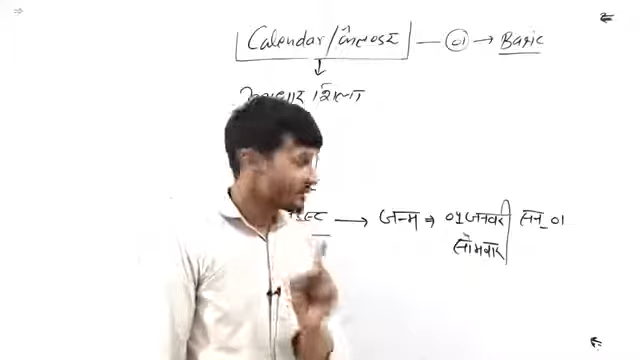 Calendar/कैलेण्डर — 01 → Basic
↓
→ जन्म ⇒ 01 जनवरी सन् 01
सोमवार